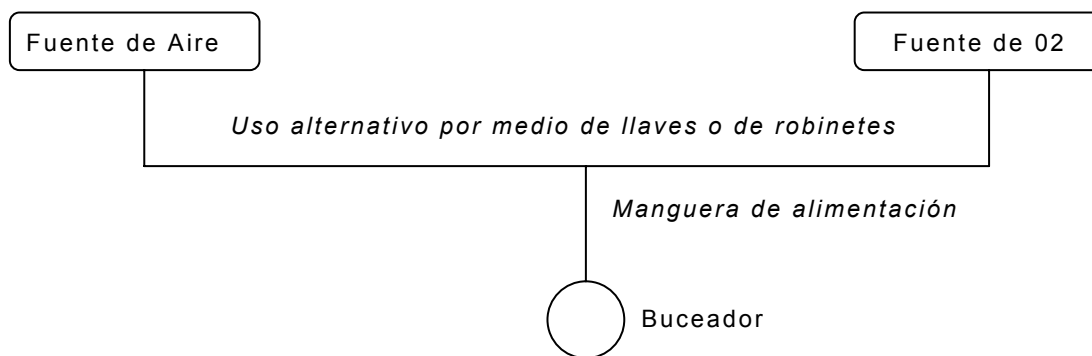 Fuente de Aire
Fuente de 02
Uso alternativo por medio de llaves o de robinetes
Manguera de alimentación
Buceador